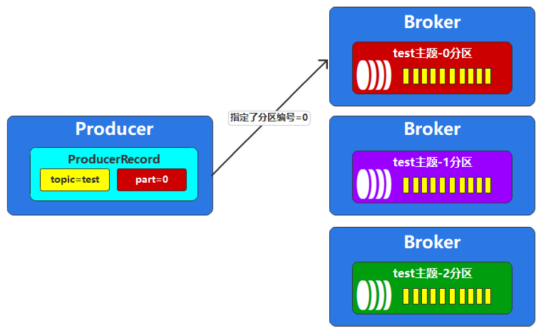 Producer
ProducerRecord
topic=test
part=0
指定了分区编号=0
Broker
test主题-0分区
Broker
test主题-1分区
Broker
test主题-2分区